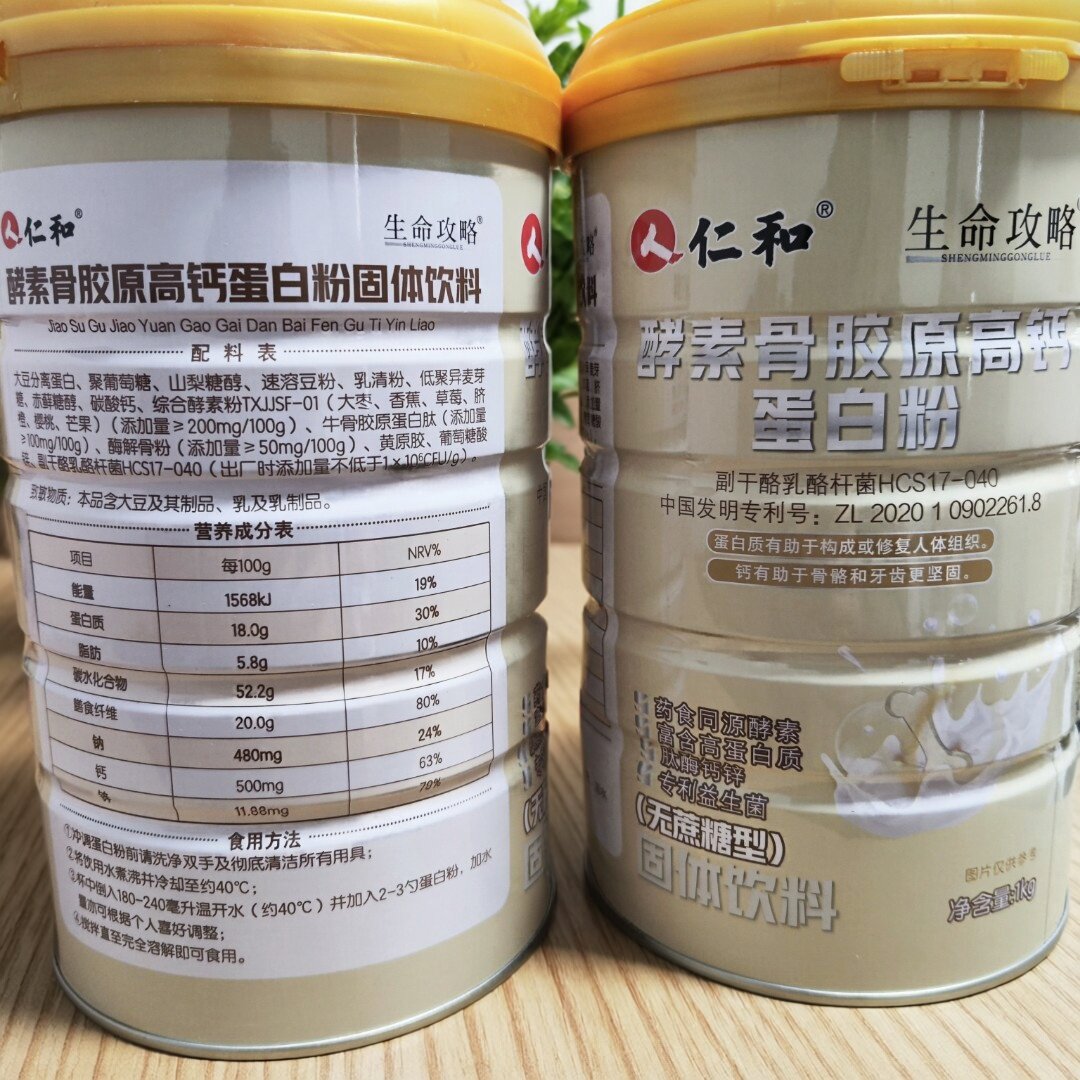 仁和®
生命攻略®
SHENGMINGGONGLUE
酵素骨胶原高钙蛋白粉固体饮料
Jiao Su Gu Jiao Yuan Gao Gai Dan Bai Fen Gu Ti Yin Liao
配料表
大豆分离蛋白、聚葡萄糖、山梨糖醇、速溶豆粉、乳清粉、低聚异麦芽
糖、赤藓糖醇、碳酸钙、综合酵素粉TXJJSF-01（大枣、香蕉、草莓、脐
橙、樱桃、芒果）（添加量≥200mg/100g）、牛骨胶原蛋白肽（添加量
≥100mg/100g）、酶解骨粉（添加量≥50mg/100g）、黄原胶、葡萄糖酸
锌、副干酪乳酪杆菌HCS17-040（出厂时添加量不低于1×10⁶CFU/g）。
致敏物质：本品含大豆及其制品、乳及乳制品。
营养成分表
项目 每100g NRV%
能量 1568kJ 19%
蛋白质 18.0g 30%
脂肪 5.8g 10%
碳水化合物 52.2g 17%
膳食纤维 20.0g 80%
钠 480mg 24%
钙 500mg 63%
11.88mg 79%
食用方法
①冲调蛋白粉前请洗净双手及彻底清洁所有用具；
②将饮用水煮沸并冷却至约40℃；
③杯中倒入180-240毫升温开水（约40℃）并加入2-3勺蛋白粉，加水
量亦可根据个人喜好调整；
④搅拌直至完全溶解即可食用。
仁和®
生命攻略
SHENGMINGGONGLUE
酵素骨胶原高钙
蛋白粉
副干酪乳酪杆菌HCS17-040
中国发明专利号：ZL 2020 1 0902261.8
蛋白质有助于构成或修复人体组织。
钙有助于骨骼和牙齿更坚固。
药食同源酵素
富含高蛋白质
肽酶钙锌
专利益生菌
（无蔗糖型）
固体饮料
图片仅供参考
净含量:1kg